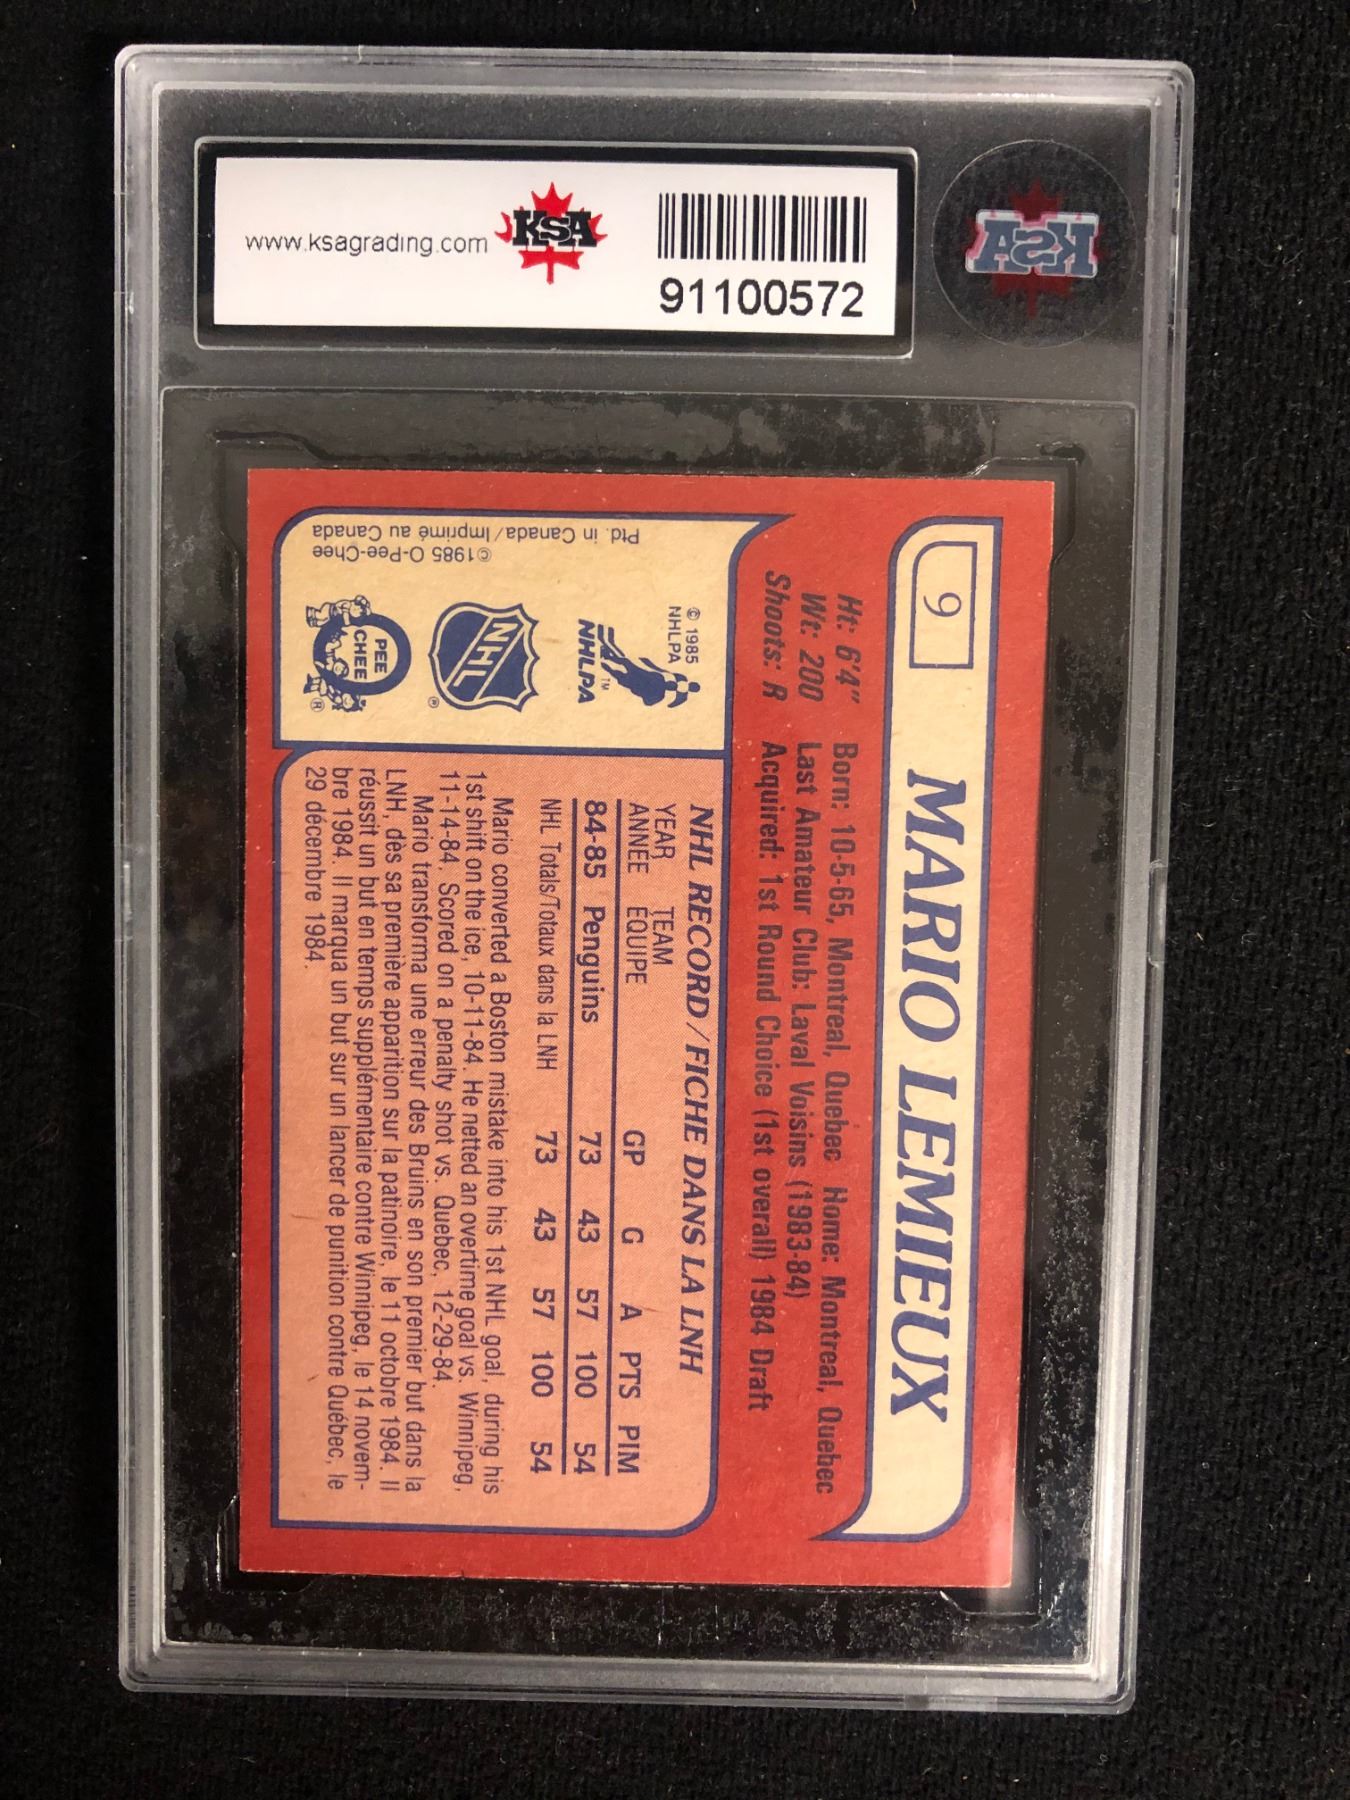 www.ksagrading.com
KSA
91100572
KSA
9
MARIO LEMIEUX
Ht: 6'4" Born: 10-5-65, Montreal, Quebec Home: Montreal, Quebec
Wt: 200 Last Amateur Club: Laval Voisins (1983-84)
Shoots: R Acquired: 1st Round Choice (1st overall) 1984 Draft
© 1985
NHLPA
NHLPA™
NHL®
O
PEE
CHEE®
©1985 O-Pee-Chee
Ptd. in Canada/Imprimé au Canada
NHL RECORD/FICHE DANS LA LNH
YEAR TEAM
ANNEE EQUIPE GP G A PTS PIM
84-85 Penguins 73 43 57 100 54
NHL Totals/Totaux dans la LNH 73 43 57 100 54
Mario converted a Boston mistake into his 1st NHL goal, during his
1st shift on the ice, 10-11-84. He netted an overtime goal vs. Winnipeg,
11-14-84. Scored on a penalty shot vs. Quebec, 12-29-84.
Mario transforma une erreur des Bruins en son premier but dans la
LNH, dès sa première apparition sur la patinoire, le 11 octobre 1984. Il
réussit un but en temps supplémentaire contre Winnipeg, le 14 novem-
bre 1984. Il marqua un but sur un lancer de punition contre Québec, le
29 décembre 1984.